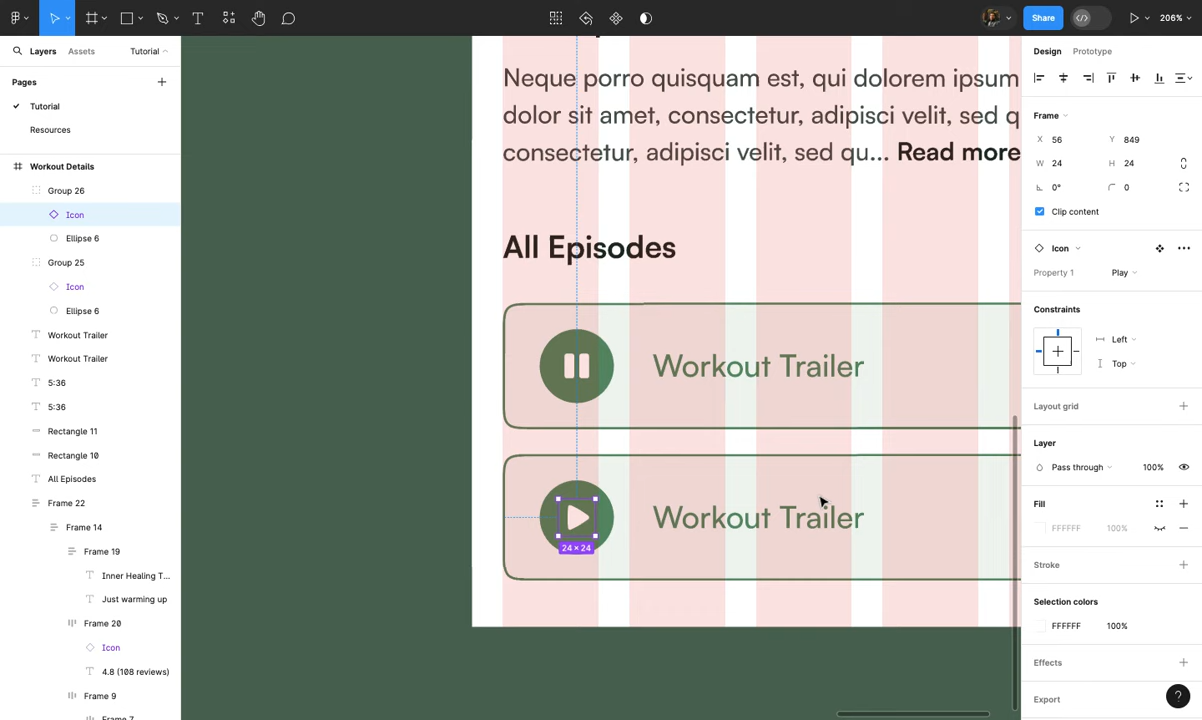 Share
206%
Layers
Assets
Tutorial
Pages
Tutorial
Resources
Workout Details
Group 26
Icon
Ellipse 6
Group 25
Icon
Ellipse 6
Workout Trailer
Workout Trailer
5:36
5:36
Rectangle 11
Rectangle 10
All Episodes
Frame 22
Frame 14
Frame 19
Inner Healing T...
Just warming up
Frame 20
Icon
4.8 (108 reviews)
Frame 9
Frame 7
Neque porro quisquam est, qui dolorem ipsum
dolor sit amet, consectetur, adipisci velit, sed q
consectetur, adipisci velit, sed qu... Read more
All Episodes
Workout Trailer
Workout Trailer
24 × 24
Design
Prototype
Frame
X 56 Y 849
W 24 H 24
0° 0
Clip content
Icon
Property 1 Play
Constraints
Left
Top
Layout grid
Layer
Pass through 100%
Fill
FFFFFF 100%
Stroke
Selection colors
FFFFFF 100%
Effects
Export
?